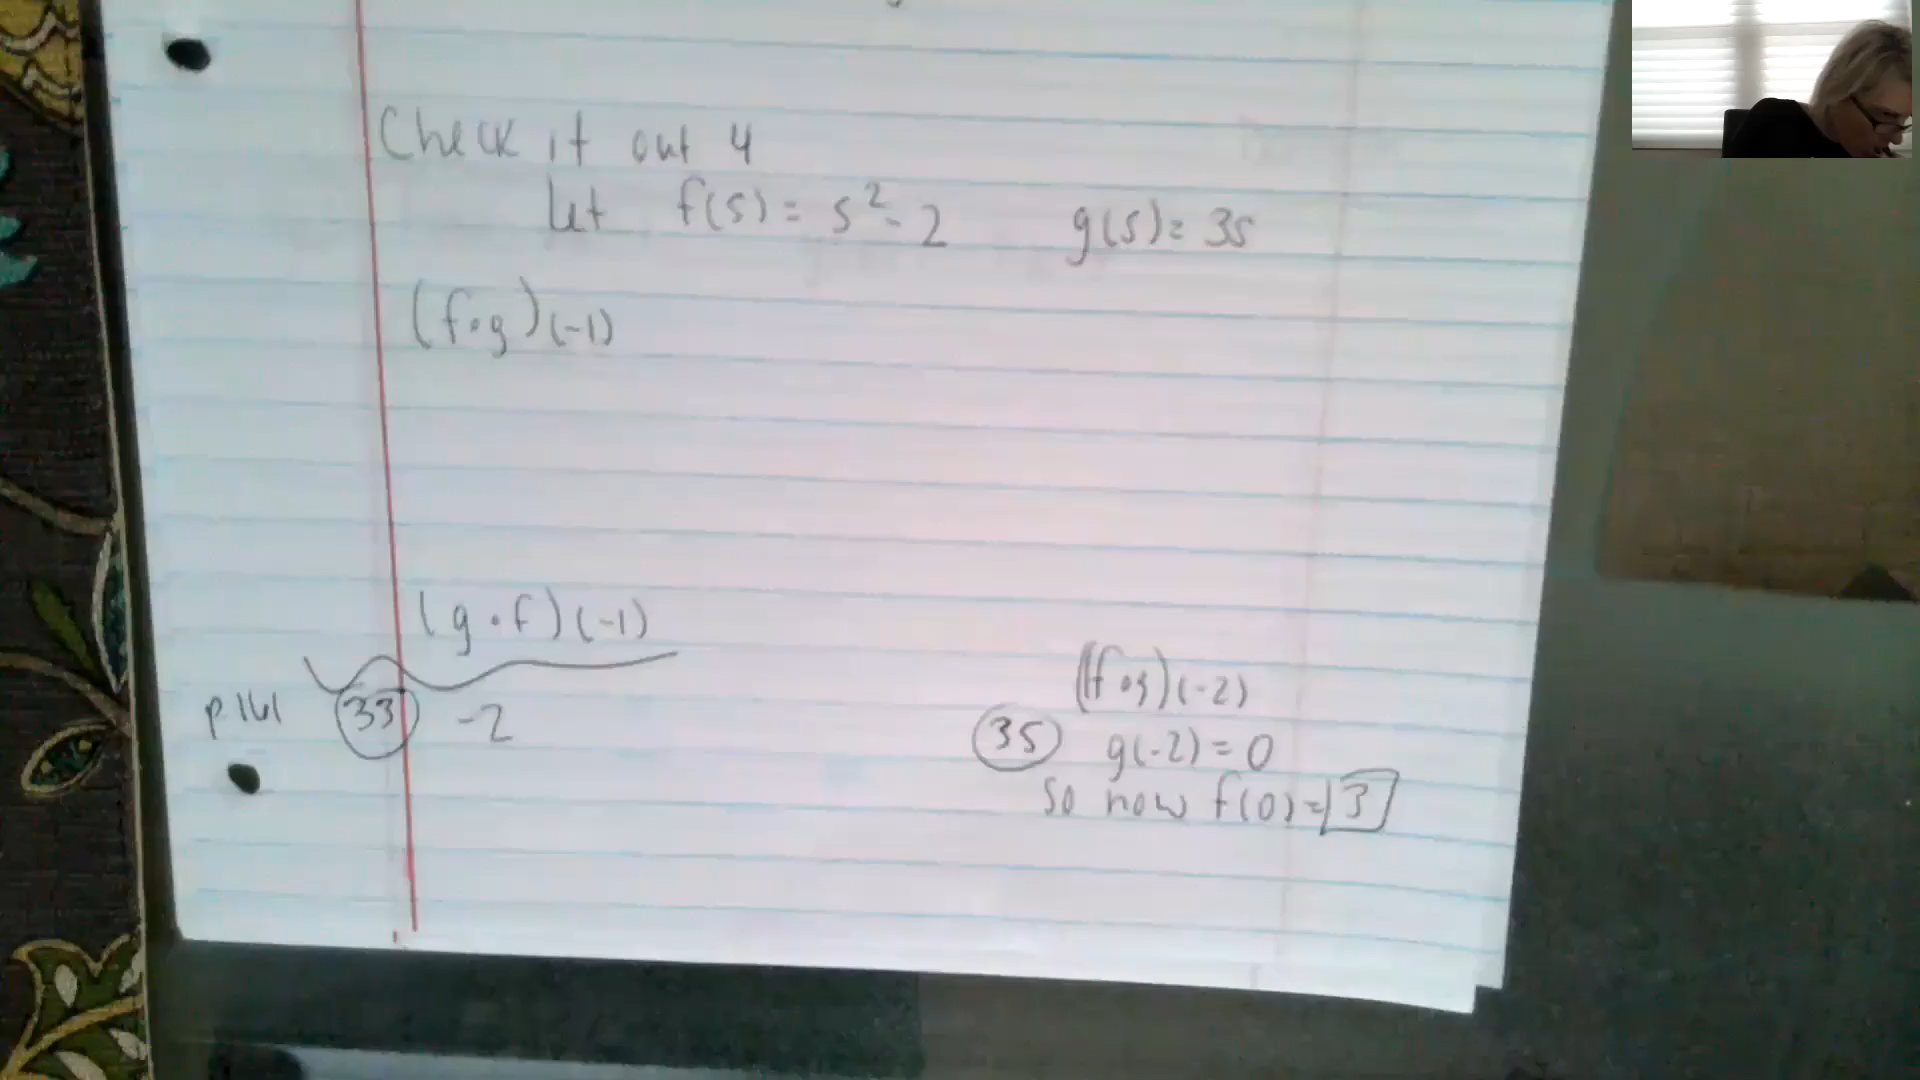 Check it out 4
Let f(s) = s² - 2 g(s) = 3s
(f∘g)(-1)
(g∘f)(-1)
p 161 33 -2
(f∘g)(-2)
35 g(-2) = 0
So now f(0) = 3